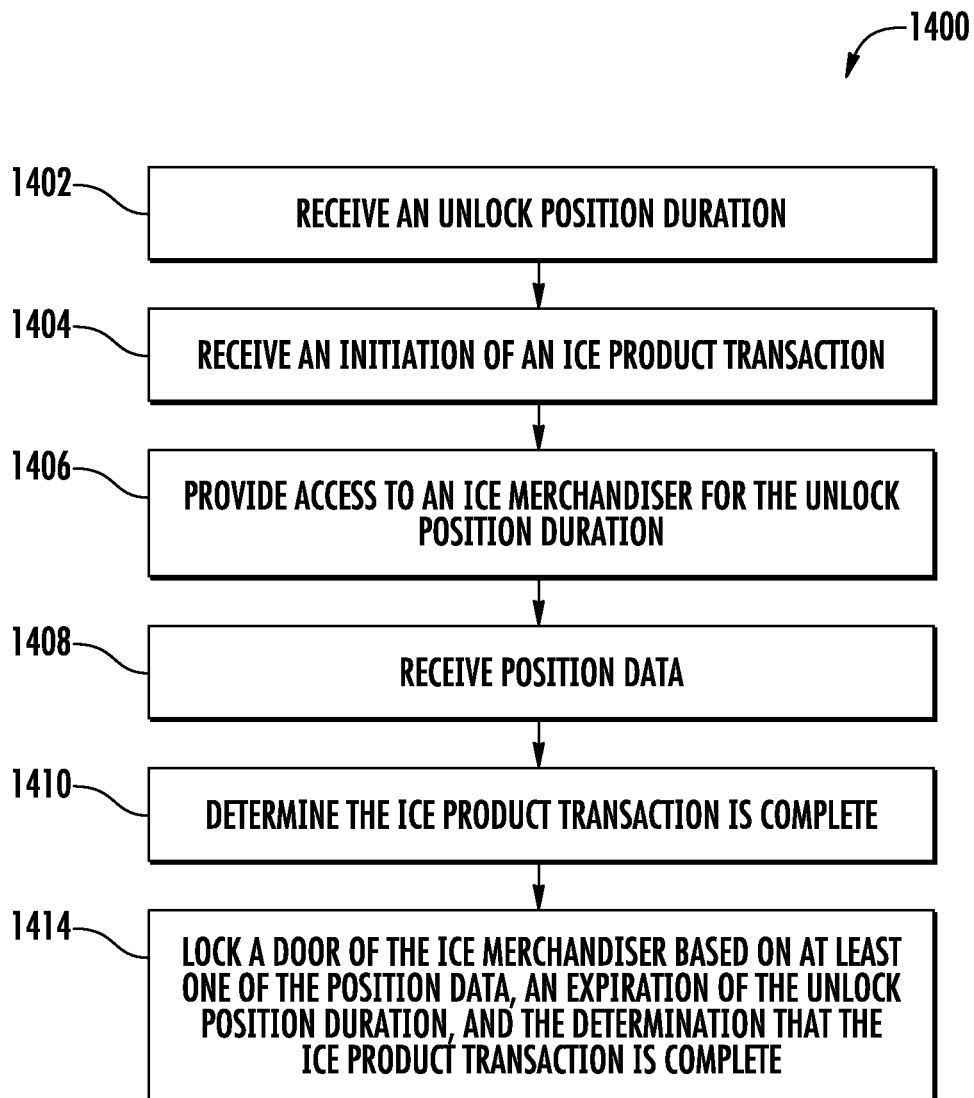 1400
1402
RECEIVE AN UNLOCK POSITION DURATION
1404
RECEIVE AN INITIATION OF AN ICE PRODUCT TRANSACTION
1406
PROVIDE ACCESS TO AN ICE MERCHANDISER FOR THE UNLOCK
POSITION DURATION
1408
RECEIVE POSITION DATA
1410
DETERMINE THE ICE PRODUCT TRANSACTION IS COMPLETE
1414
LOCK A DOOR OF THE ICE MERCHANDISER BASED ON AT LEAST
ONE OF THE POSITION DATA, AN EXPIRATION OF THE UNLOCK
POSITION DURATION, AND THE DETERMINATION THAT THE
ICE PRODUCT TRANSACTION IS COMPLETE